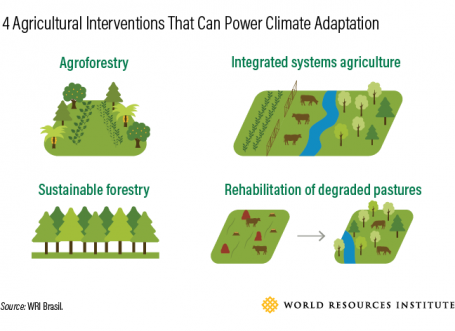 4 Agricultural Interventions That Can Power Climate Adaptation
Agroforestry
Integrated systems agriculture
Sustainable forestry
Rehabilitation of degraded pastures
Source: WRI Brasil.
WORLD RESOURCES INSTITUTE